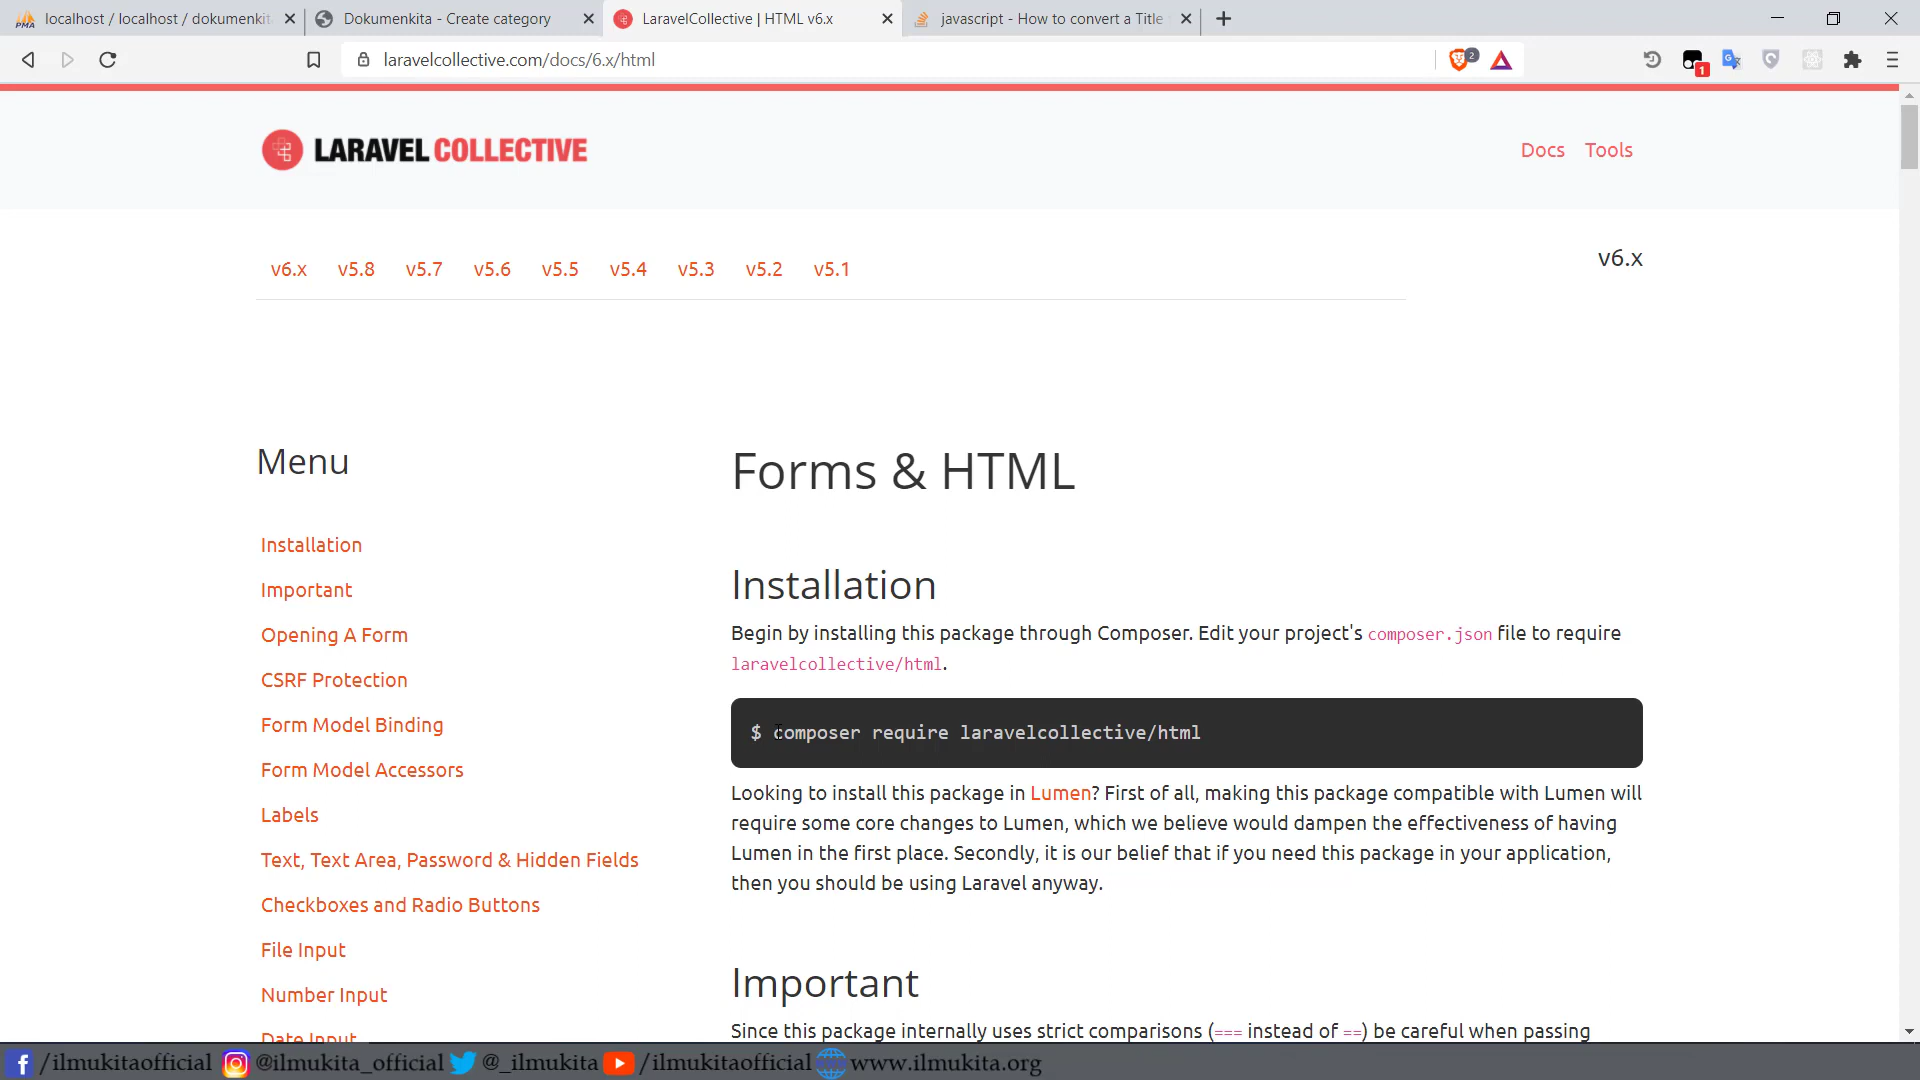 localhost / localhost / dokumenkit
Dokumenkita - Create category
LaravelCollective | HTML v6.x
javascript - How to convert a Title
laravelcollective.com/docs/6.x/html
2
1
LARAVEL COLLECTIVE
Docs
Tools
v6.x
v5.8
v5.7
v5.6
v5.5
v5.4
v5.3
v5.2
v5.1
v6.x
Menu
Installation
Important
Opening A Form
CSRF Protection
Form Model Binding
Form Model Accessors
Labels
Text, Text Area, Password & Hidden Fields
Checkboxes and Radio Buttons
File Input
Number Input
Date Input
Forms & HTML
Installation
Begin by installing this package through Composer. Edit your project's composer.json file to require
laravelcollective/html.
$ composer require laravelcollective/html
Looking to install this package in Lumen? First of all, making this package compatible with Lumen will
require some core changes to Lumen, which we believe would dampen the effectiveness of having
Lumen in the first place. Secondly, it is our belief that if you need this package in your application,
then you should be using Laravel anyway.
Important
Since this package internally uses strict comparisons (=== instead of ==) be careful when passing
/ilmukitaofficial @ilmukita_official @_ilmukita /ilmukitaofficial www.ilmukita.org